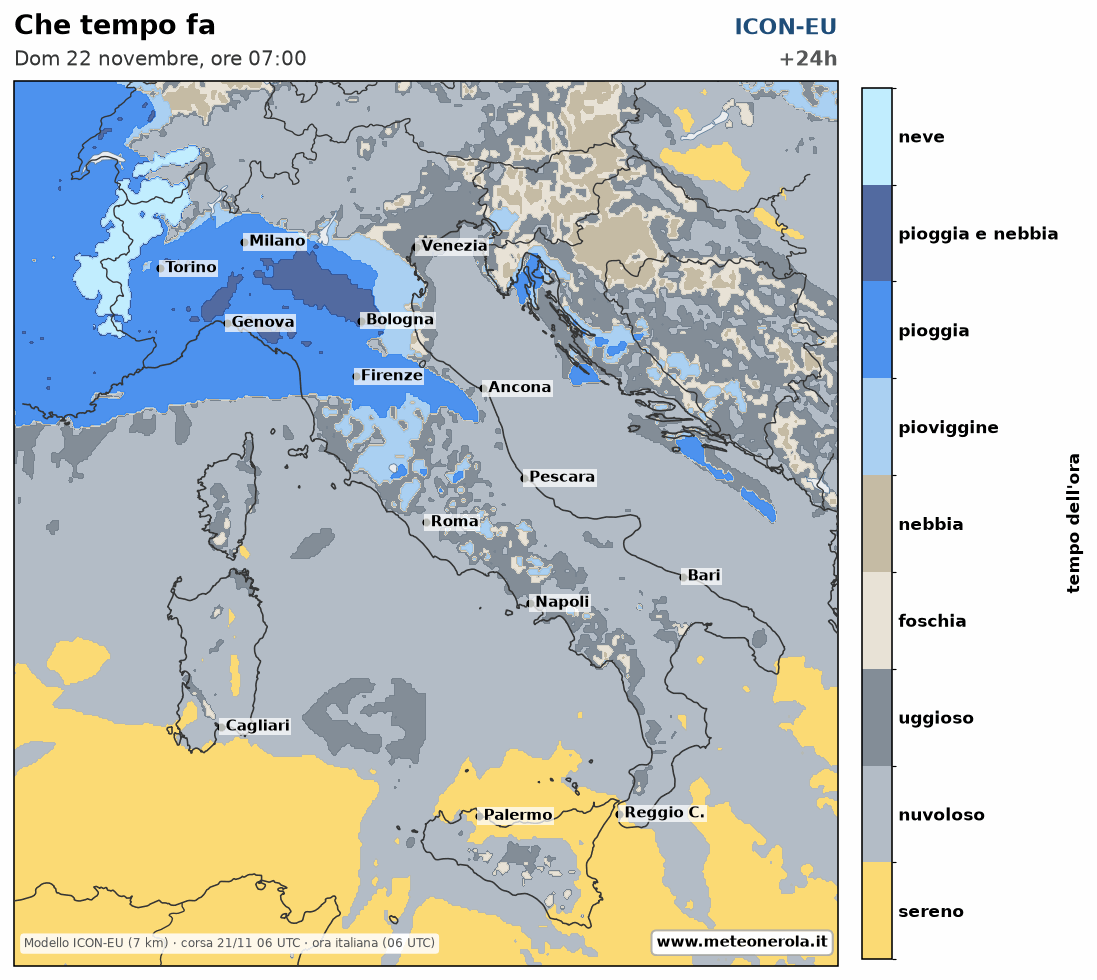 Che tempo fa
ICON-EU
Dom 22 novembre, ore 07:00
+24h
neve
pioggia e nebbia
pioggia
pioviggine
nebbia
foschia
uggioso
nuvoloso
sereno
tempo dell'ora
Milano
Venezia
Torino
Genova
Bologna
Firenze
Ancona
Pescara
Roma
Bari
Napoli
Cagliari
Palermo
Reggio C.
Modello ICON-EU (7 km) · corsa 21/11 06 UTC · ora italiana (06 UTC)
www.meteonerola.it